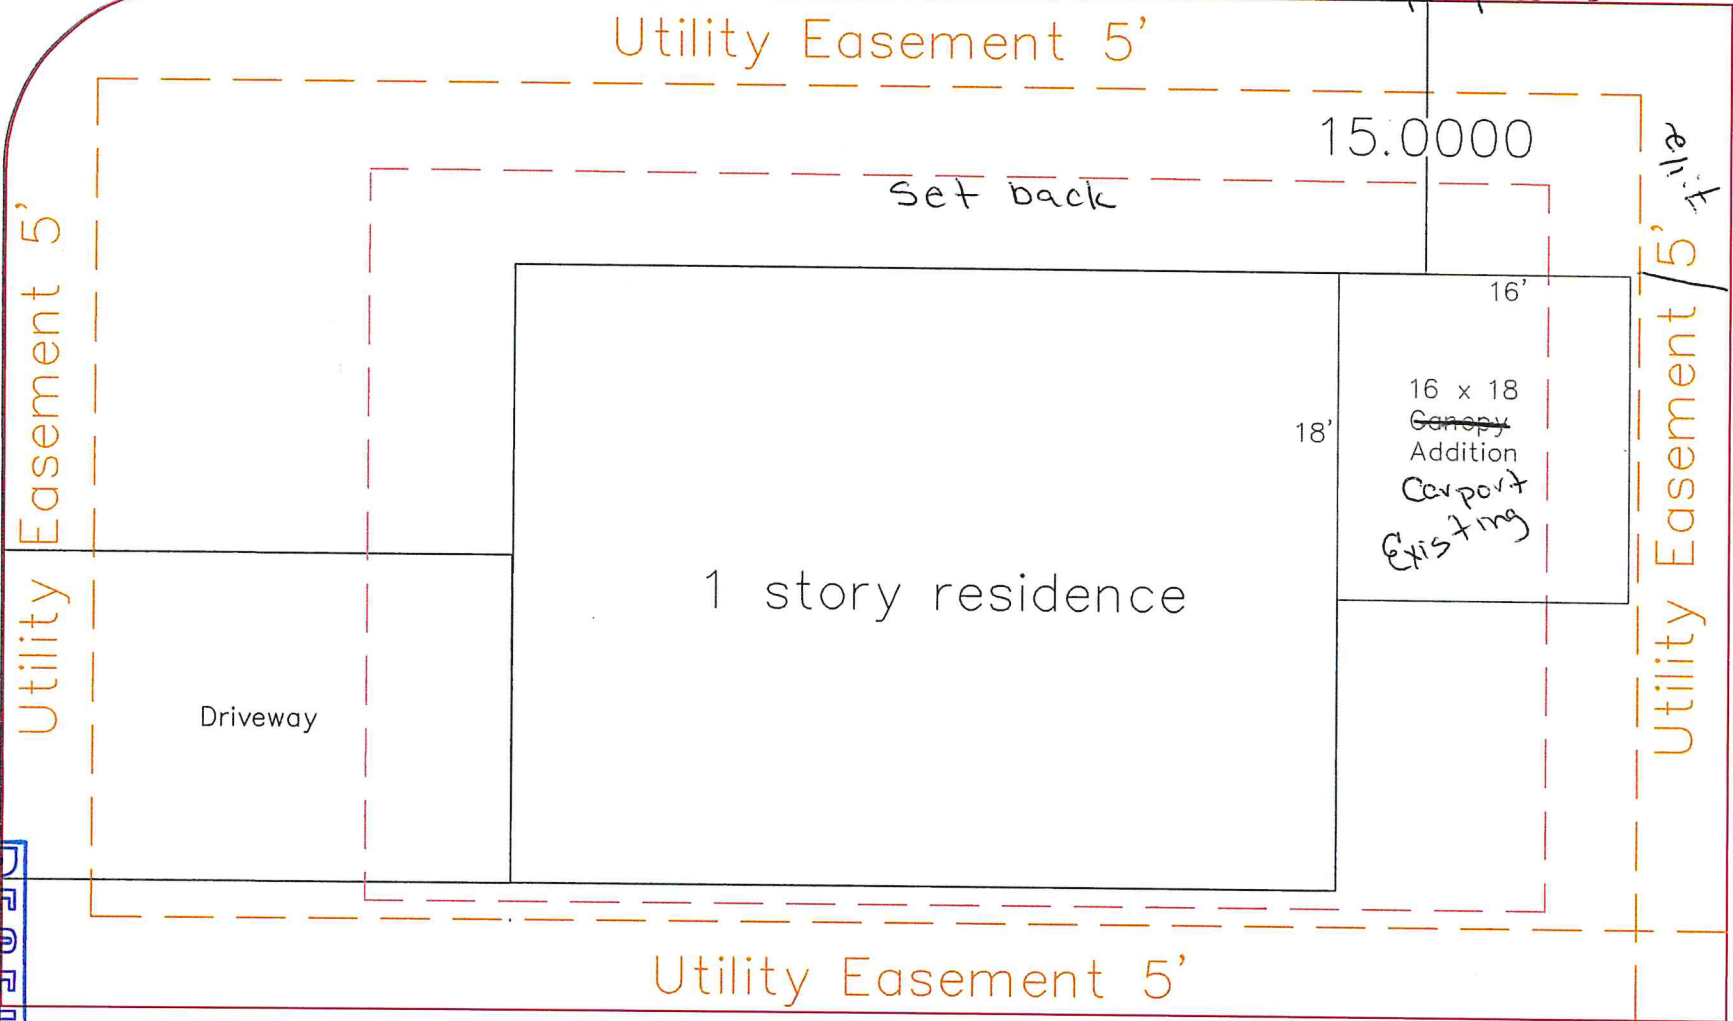 Utility Easement 5'
15.0000
Set back
Utility Easement 5'
16'
18'
16 x 18
Canopy
Addition
Carport
Existing
1 story residence
Driveway
Utility Easement 5'
Utility Easement 5'